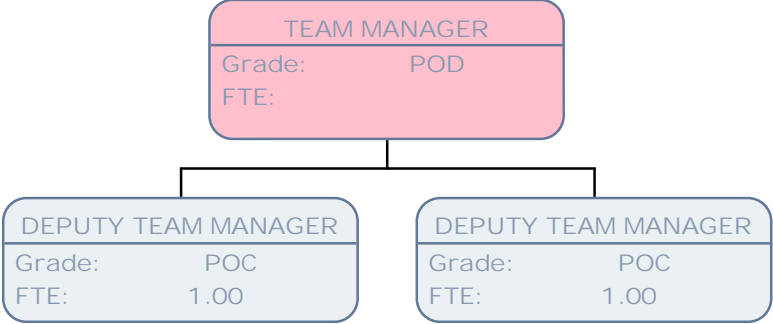 TEAM MANAGER
Grade: POD
FTE:
DEPUTY TEAM MANAGER
Grade: POC
FTE: 1.00
DEPUTY TEAM MANAGER
Grade: POC
FTE: 1.00